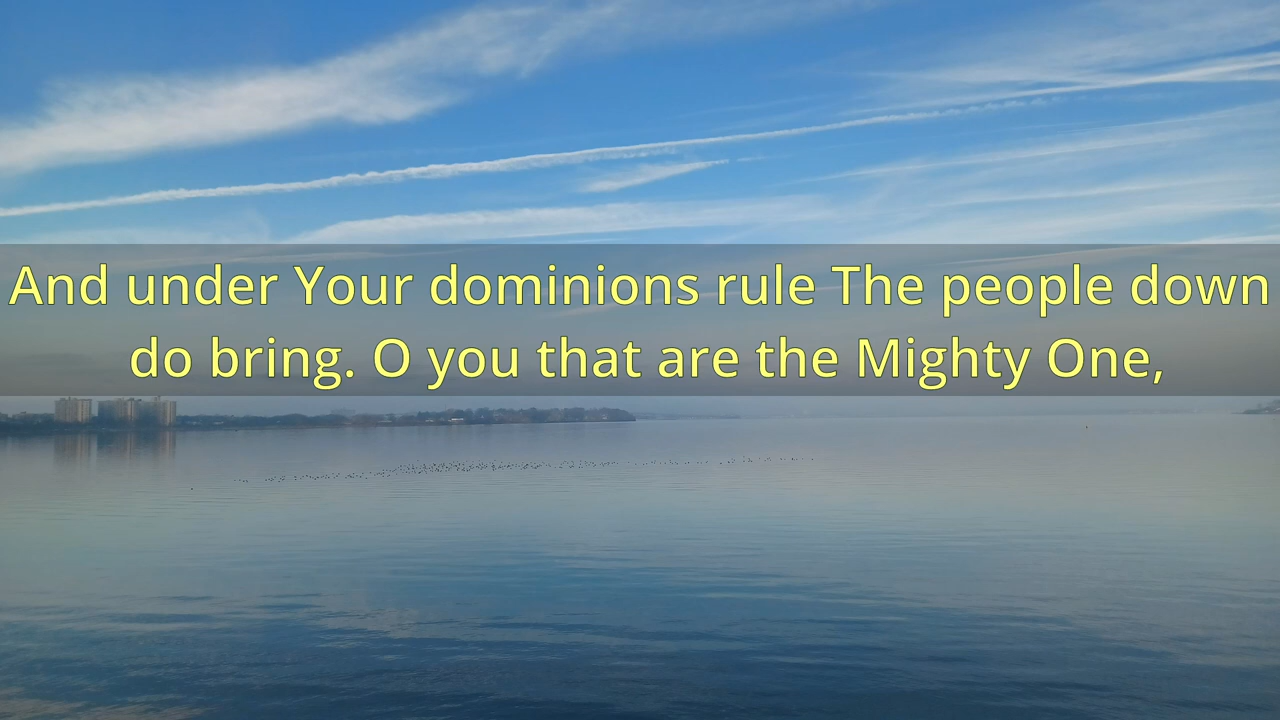 And under Your dominions rule The people down
do bring. O you that are the Mighty One,